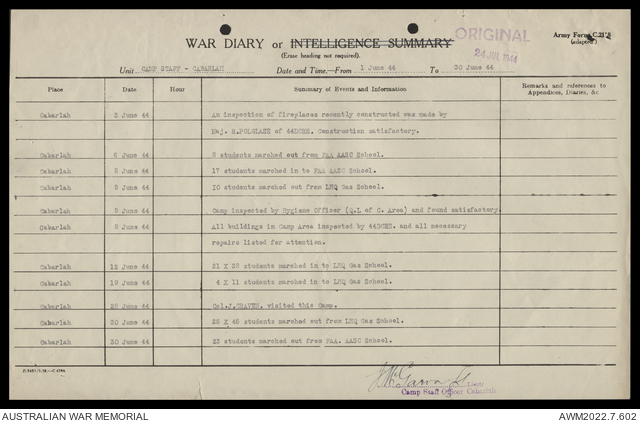 ORIGINAL
24 JUL 1944
Army Form C.2118
(adapted)
WAR DIARY or INTELLIGENCE SUMMARY
(Erase heading not required).
Unit CAMP STAFF - CABARLAH Date and Time.—From 1 June 44 To 30 June 44
Place Date Hour Summary of Events and Information Remarks and references to Appendices, Diaries, &c
Cabarlah 3 June 44 An inspection of fireplaces recently constructed was made by
Maj. H.POLGLAZE of 44DCRE. Construction satisfactory.
Cabarlah 6 June 44 students marched out from FAA AASC School.
Cabarlah 8 June 44 17 students marched in to FAA AASC School.
Cabarlah 8 June 44 10 students marched out from LHQ Gas School.
Cabarlah 8 June 44 Camp inspected by Hygiene Officer (Q.L of C. Area) and found satisfactory.
Cabarlah 8 June 44 All buildings in Camp Area inspected by 44DCRE. and all necessary
repairs listed for attention.
Cabarlah 12 June 44 21 X 28 students marched in to LHQ Gas School.
Cabarlah 19 June 44 4 X 11 students marched in to LHQ Gas School.
Cabarlah 28 June 44 Col.J.CRAVEN. visited this Camp.
Cabarlah 30 June 44 25 X 46 students marched out from LHQ Gas School.
Cabarlah 30 June 44 23 students marched out from FAA. AASC School.
Lieut
Camp Staff Officer Cabarlah
AUSTRALIAN WAR MEMORIAL
AWM2022.7.602